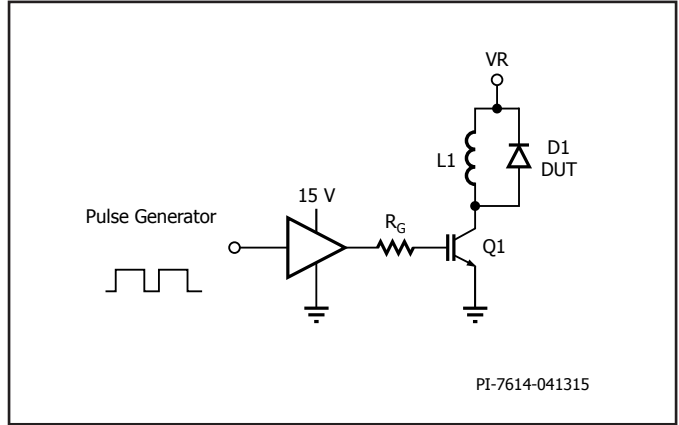 VR
L1
D1
DUT
15 V
Pulse Generator
RG
Q1
PI-7614-041315